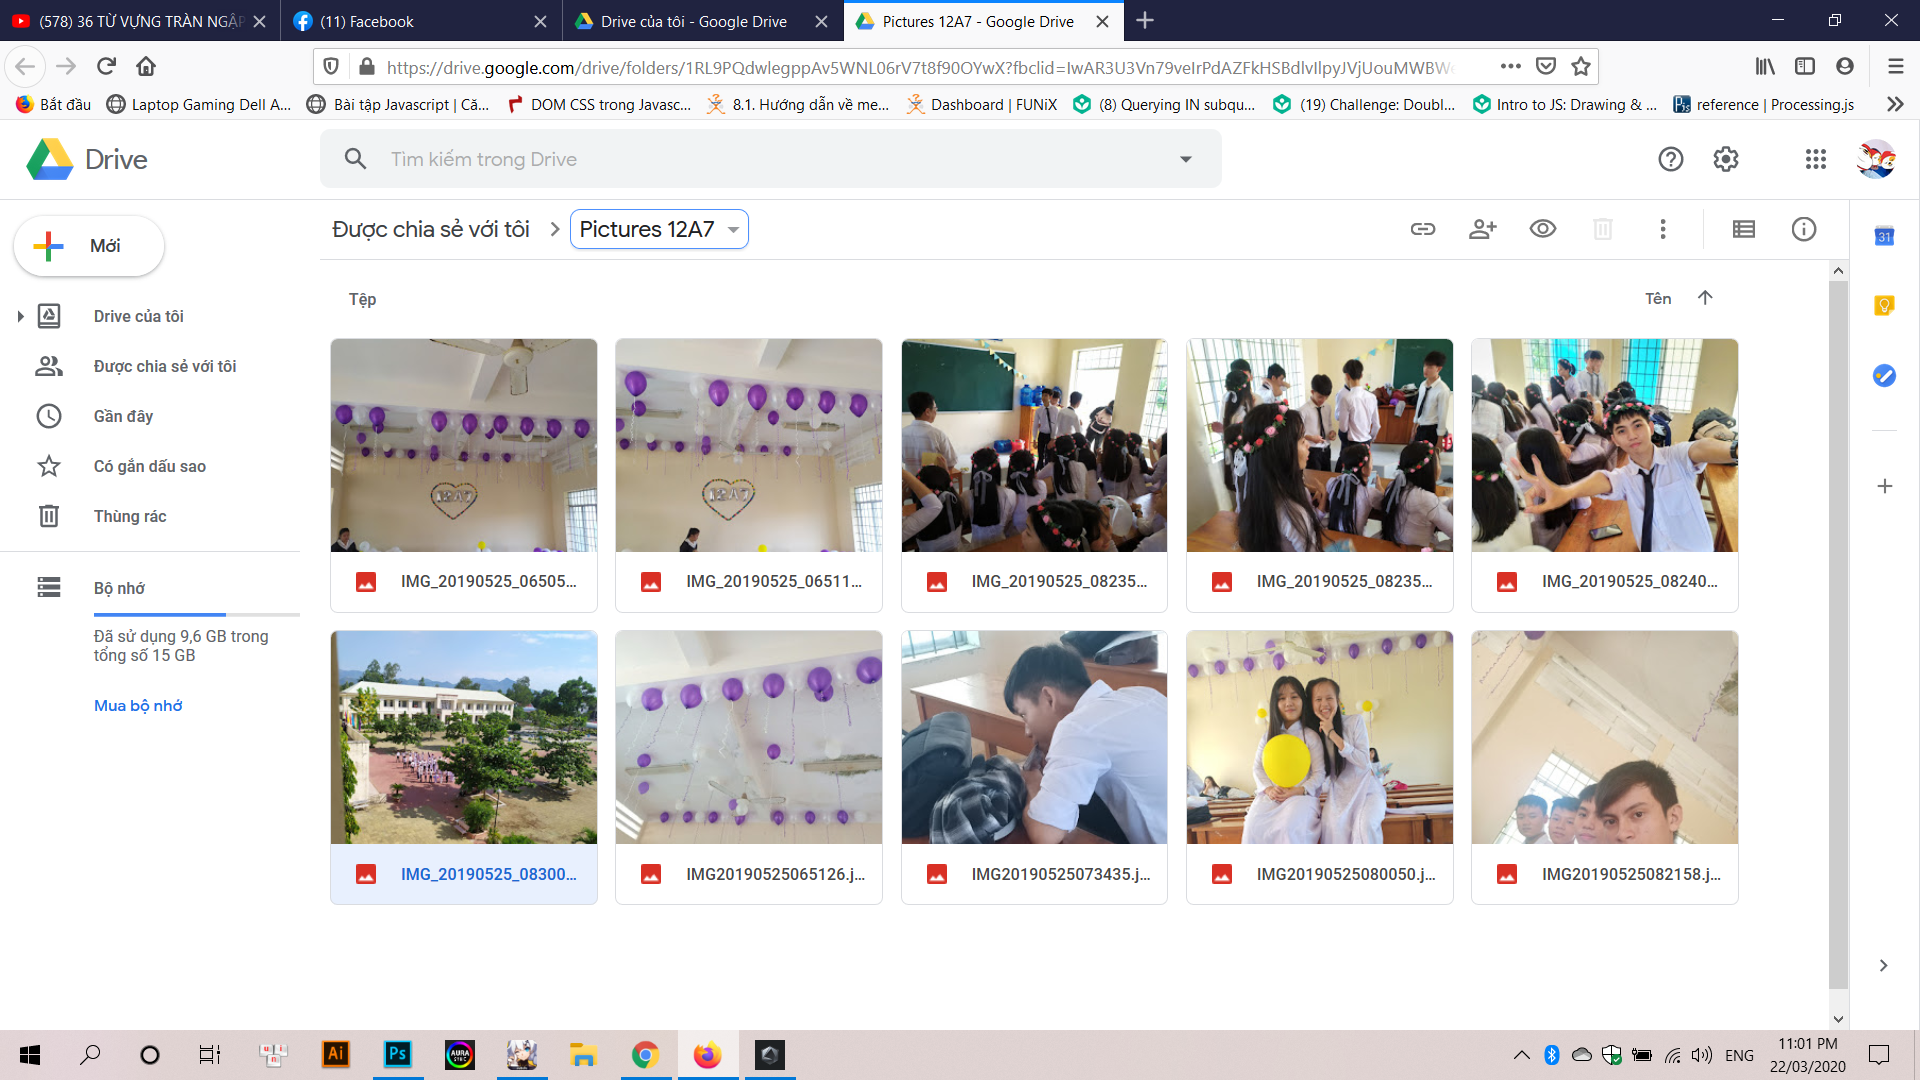 (578) 36 TỪ VỰNG TRÀN NGẬP
(11) Facebook
Drive của tôi - Google Drive
Pictures 12A7 - Google Drive
https://drive.google.com/drive/folders/1RL9PQdwlegppAv5WNL06rV7t8f90OYwX?fbclid=IwAR3U3Vn79veIrPdAZFkHSBdlvIlpyJVjUouMWBW
Bắt đầu
Laptop Gaming Dell A...
Bài tập Javascript | Că...
DOM CSS trong Javasc...
8.1. Hướng dẫn về me...
Dashboard | FUNiX
(8) Querying IN subqu...
(19) Challenge: Doubl...
Intro to JS: Drawing & ...
reference | Processing.js
Drive
Tìm kiếm trong Drive
Mới
Drive của tôi
Được chia sẻ với tôi
Gần đây
Có gắn dấu sao
Thùng rác
Bộ nhớ
Đã sử dụng 9,6 GB trong
tổng số 15 GB
Mua bộ nhớ
Được chia sẻ với tôi
Pictures 12A7
31
Tệp
Tên
12A7
12A7
IMG_20190525_06505...
IMG_20190525_06511...
IMG_20190525_08235...
IMG_20190525_08235...
IMG_20190525_08240...
IMG_20190525_08300...
IMG20190525065126.j...
IMG20190525073435.j...
IMG20190525080050.j...
IMG20190525082158.j...
Ai
Ps
AURA
SYNC
ENG
11:01 PM
22/03/2020